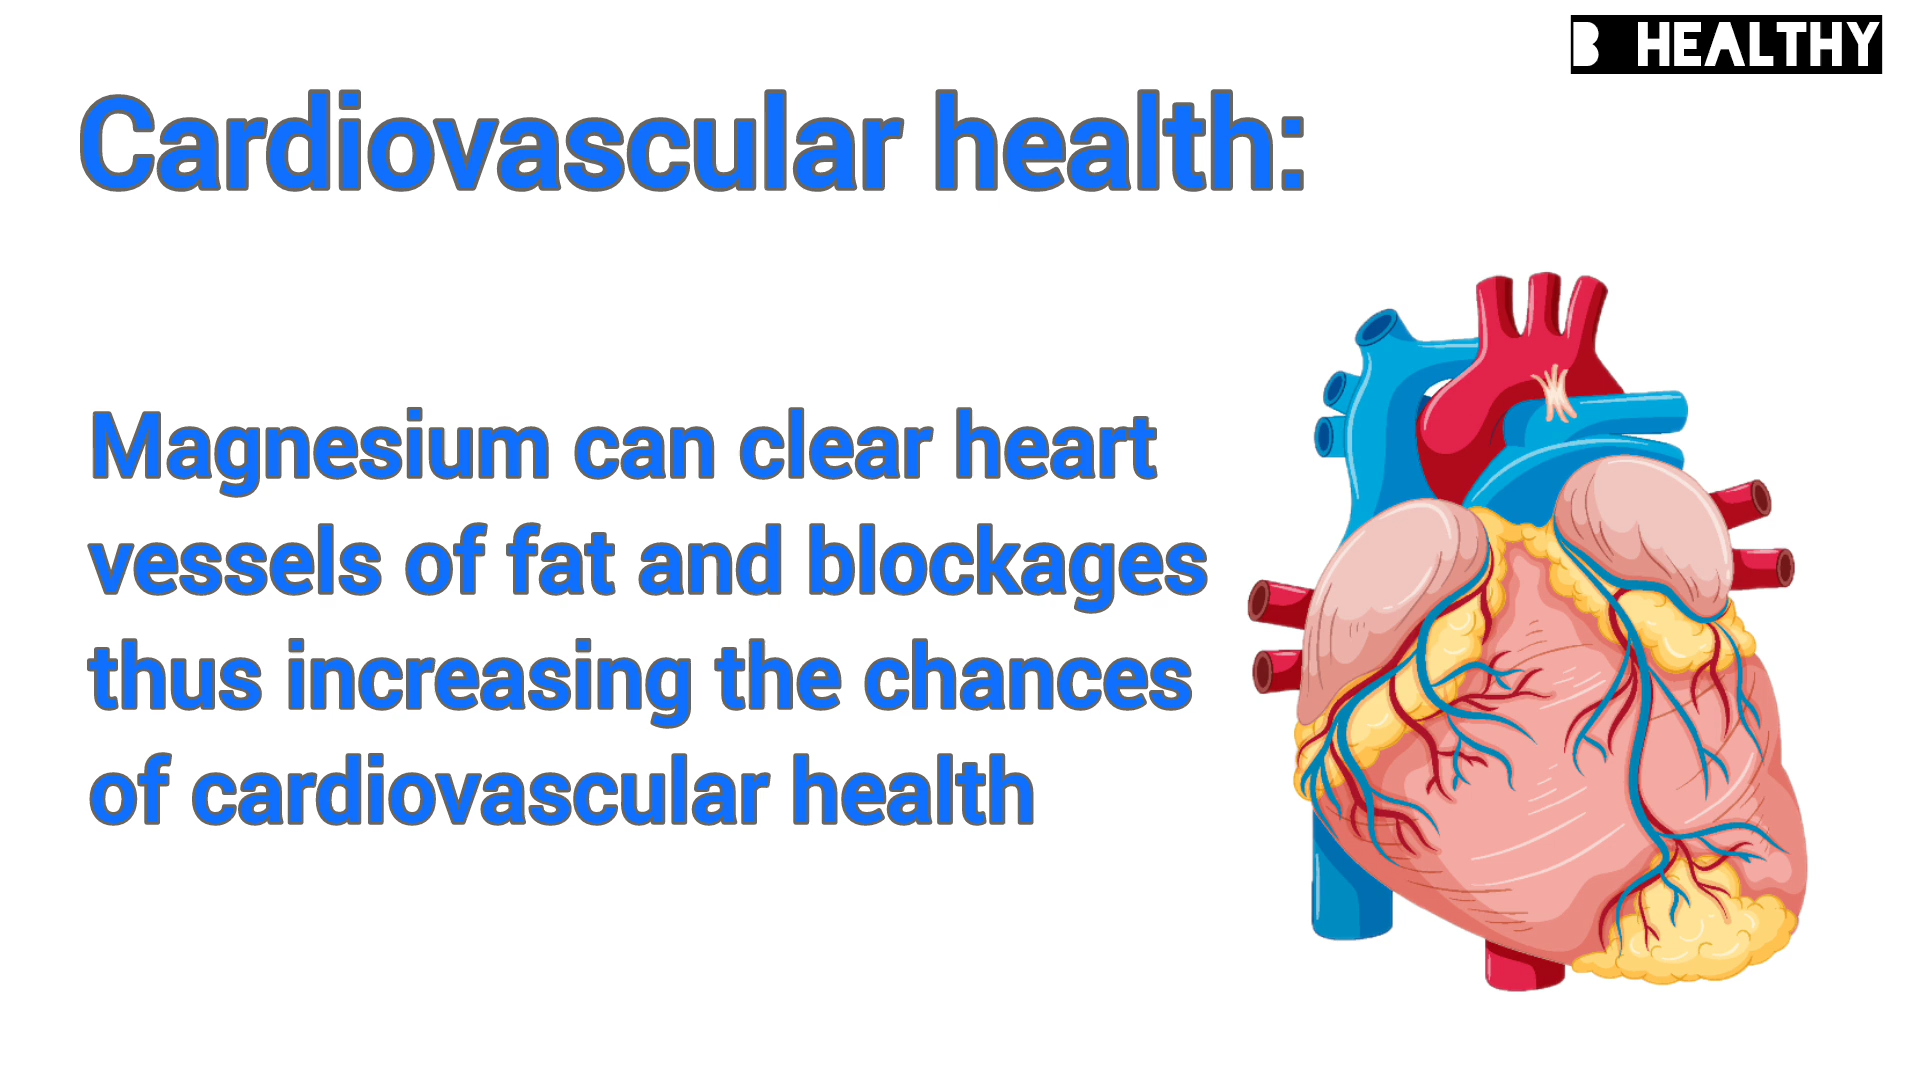 B HEALTHY
Cardiovascular health:
Magnesium can clear heart
vessels of fat and blockages
thus increasing the chances
of cardiovascular health